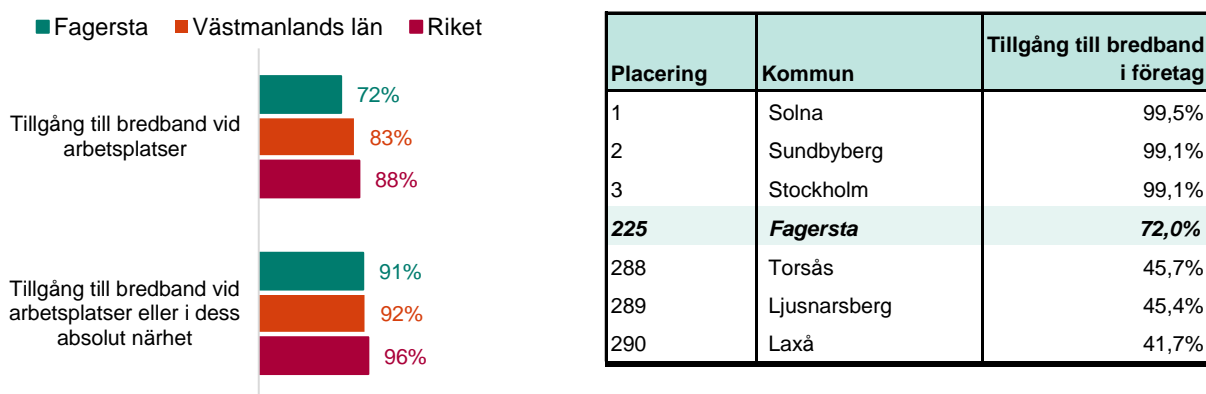 Fagersta Västmanlands län Riket
Tillgång till bredband vid
arbetsplatser
72%
83%
88%
Tillgång till bredband vid
arbetsplatser eller i dess
absolut närhet
91%
92%
96%
Placering Kommun Tillgång till bredband
i företag
1 Solna 99,5%
2 Sundbyberg 99,1%
3 Stockholm 99,1%
225 Fagersta 72,0%
288 Torsås 45,7%
289 Ljusnarsberg 45,4%
290 Laxå 41,7%